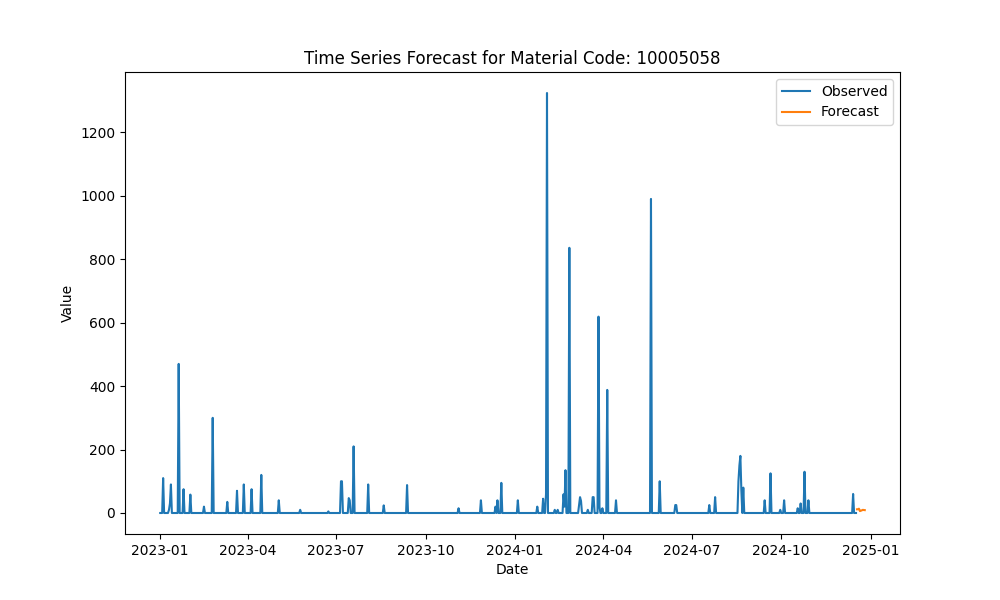 Time Series Forecast for Material Code: 10005058
Observed
Forecast
1200
1000
800
600
400
200
0
Value
2023-01 2023-04 2023-07 2023-10 2024-01 2024-04 2024-07 2024-10 2025-01
Date